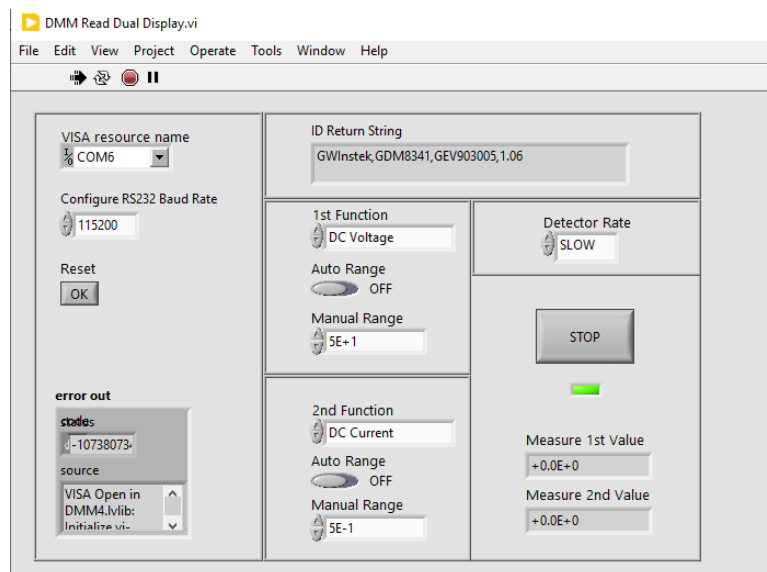 DMM Read Dual Display.vi
File Edit View Project Operate Tools Window Help
VISA resource name
COM6
Configure RS232 Baud Rate
115200
Reset
OK
error out
status
code
-10738073
source
VISA Open in
DMM4.lvlib:
Initialize.vi-
ID Return String
GWInstek,GDM8341,GEV903005,1.06
1st Function
DC Voltage
Auto Range
OFF
Manual Range
5E+1
2nd Function
DC Current
Auto Range
OFF
Manual Range
5E-1
Detector Rate
SLOW
STOP
Measure 1st Value
+0.0E+0
Measure 2nd Value
+0.0E+0